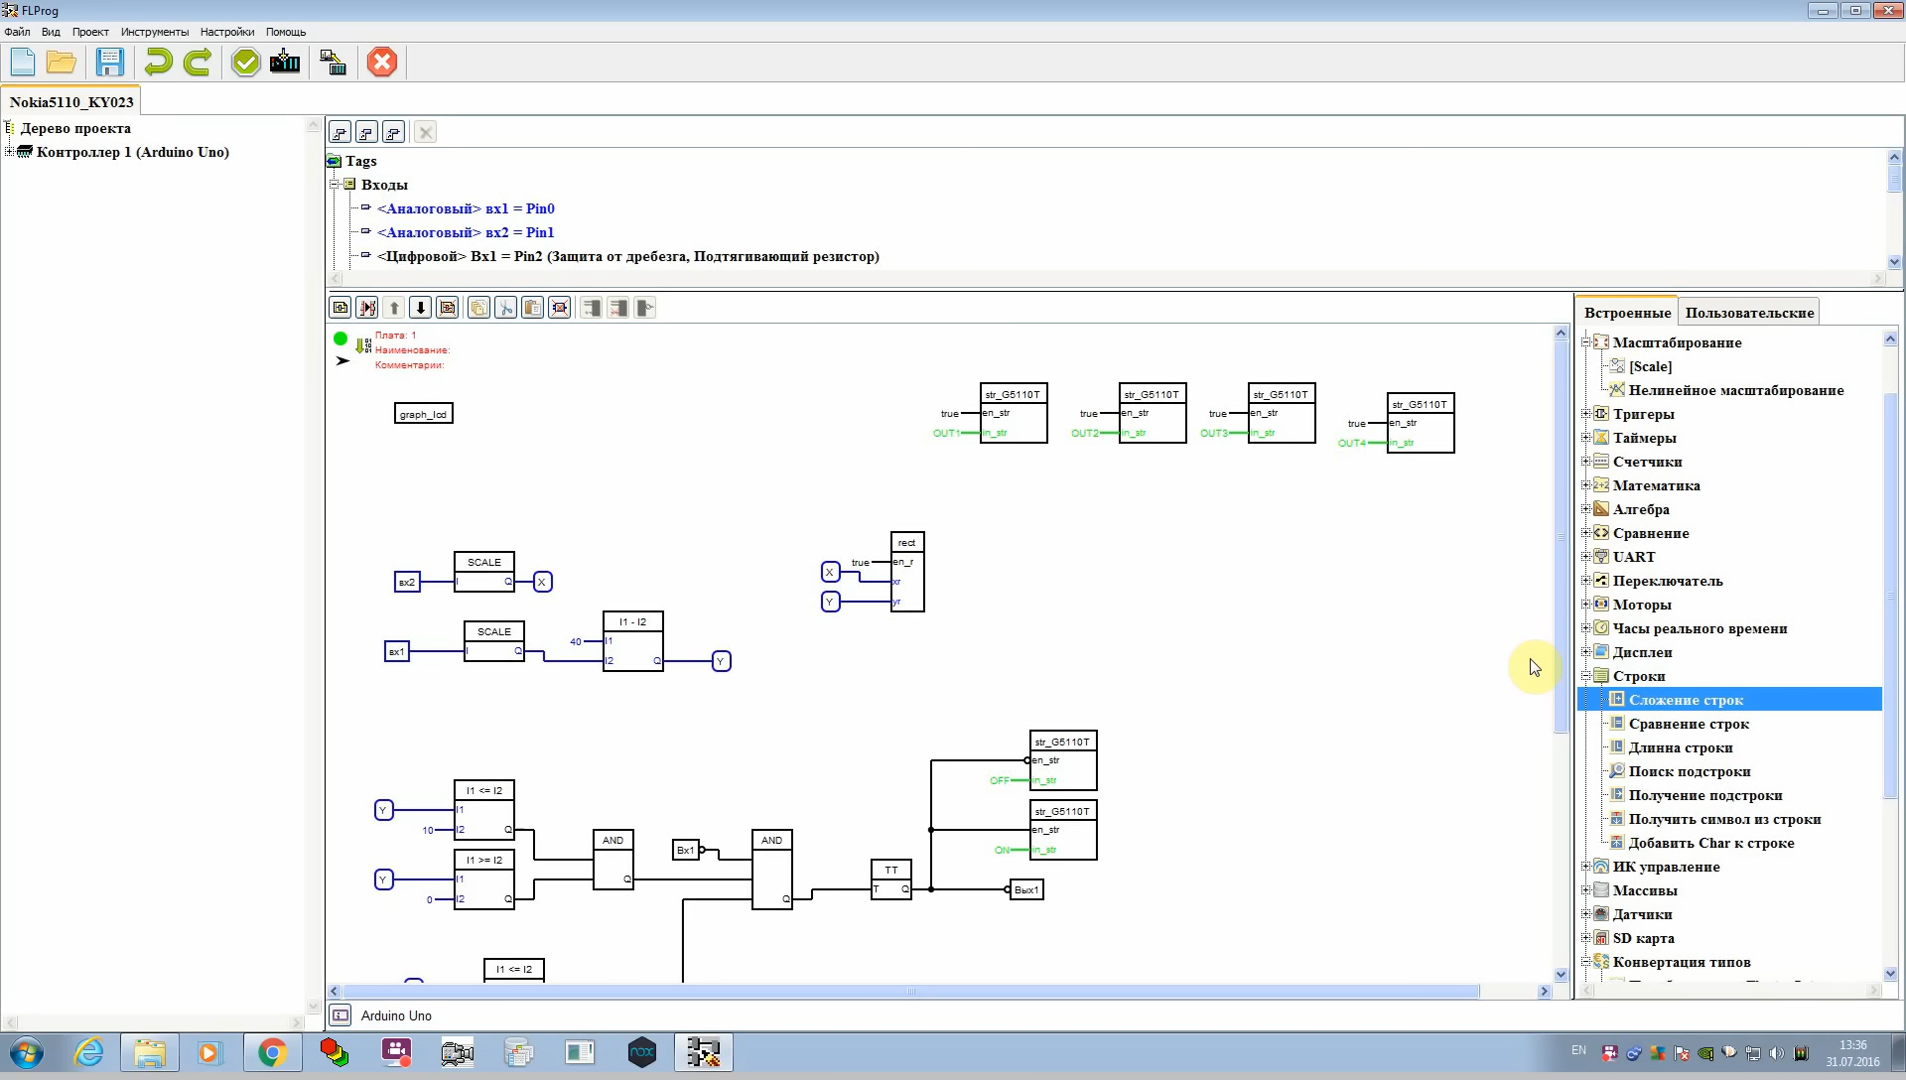 FLProg
Файл Вид Проект Инструменты Настройки Помощь
Nokia5110_KY023
Дерево проекта
Контроллер 1 (Arduino Uno)
Tags
Входы
<Аналоговый> вх1 = Pin0
<Аналоговый> вх2 = Pin1
<Цифровой> Вх1 = Pin2 (Защита от дребезга, Подтягивающий резистор)
Плата: 1
Наименование:
Комментарии:
graph_lcd
str_G5110T
true en_str
OUT1 in_str
str_G5110T
true en_str
OUT2 in_str
str_G5110T
true en_str
OUT3 in_str
str_G5110T
true en_str
OUT4 in_str
SCALE
вх2 I Q X
SCALE
вх1 I Q
I1 - I2
40 I1
I2 Q Y
rect
true en_r
X xr
Y yr
str_G5110T
en_str
OFF in_str
str_G5110T
en_str
ON in_str
I1 <= I2
Y I1
10 I2 Q
I1 >= I2
Y I1
0 I2 Q
AND
Q
Вх1
AND
Q
TT
T Q
Вых1
I1 <= I2
Встроенные Пользовательские
Масштабирование
[Scale]
Нелинейное масштабирование
Тригеры
Таймеры
Счетчики
Математика
Алгебра
Сравнение
UART
Переключатель
Моторы
Часы реального времени
Дисплеи
Строки
Сложение строк
Сравнение строк
Длинна строки
Поиск подстроки
Получение подстроки
Получить символ из строки
Добавить Char к строке
ИК управление
Массивы
Датчики
SD карта
Конвертация типов
Arduino Uno
nox
EN
13:36
31.07.2016